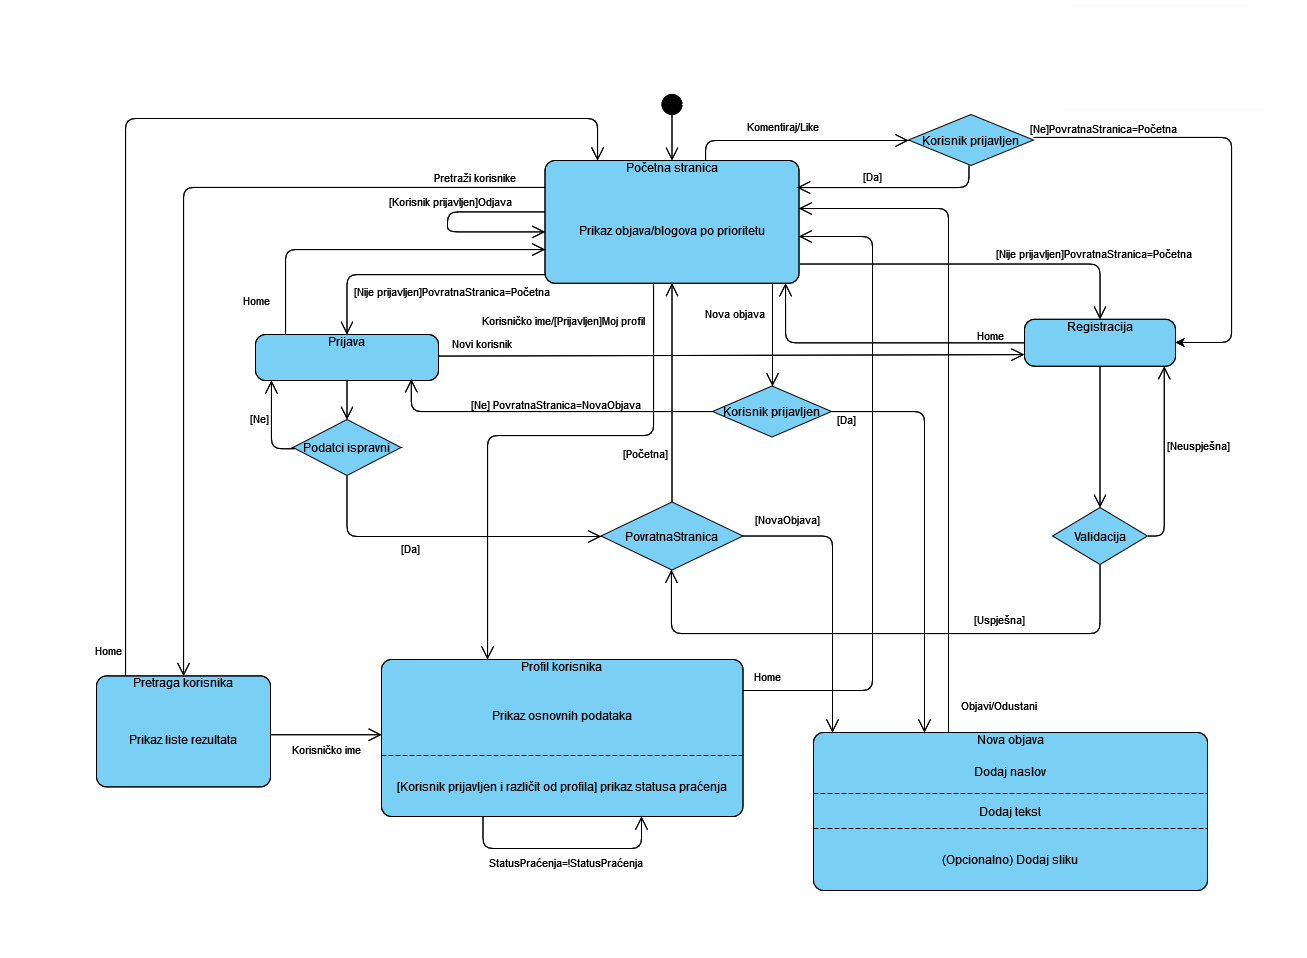 Komentiraj/Like
Korisnik prijavljen
[Ne]PovratnaStranica=Početna
Početna stranica
Prikaz objava/blogova po prioritetu
Pretraži korisnike
[Da]
[Korisnik prijavljen]Odjava
[Nije prijavljen]PovratnaStranica=Početna
[Nije prijavljen]PovratnaStranica=Početna
Home
Korisničko ime/[Prijavljen]Moj profil
Nova objava
Registracija
Home
Prijava
Novi korisnik
[Ne] PovratnaStranica=NovaObjava
Korisnik prijavljen
[Da]
[Ne]
Podatci ispravni
[Početna]
[Neuspješna]
[NovaObjava]
PovratnaStranica
Validacija
[Da]
[Uspješna]
Home
Pretraga korisnika
Prikaz liste rezultata
Korisničko ime
Profil korisnika
Prikaz osnovnih podataka
[Korisnik prijavljen i različit od profila] prikaz statusa praćenja
Home
StatusPraćenja=!StatusPraćenja
Objavi/Odustani
Nova objava
Dodaj naslov
Dodaj tekst
(Opcionalno) Dodaj sliku